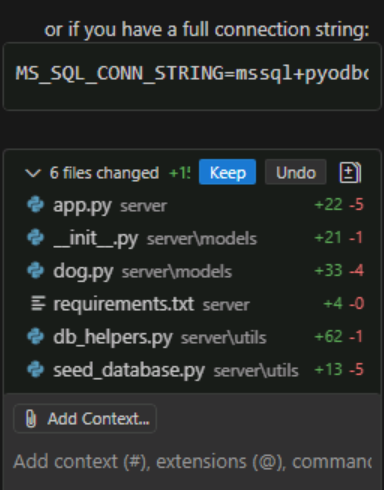 or if you have a full connection string:
MS_SQL_CONN_STRING=mssql+pyodbc
6 files changed +15 Keep Undo
app.py server +22 -5
__init__.py server\models +21 -1
dog.py server\models +33 -4
requirements.txt server +4 -0
db_helpers.py server\utils +62 -1
seed_database.py server\utils +13 -5
Add Context...
Add context (#), extensions (@), command